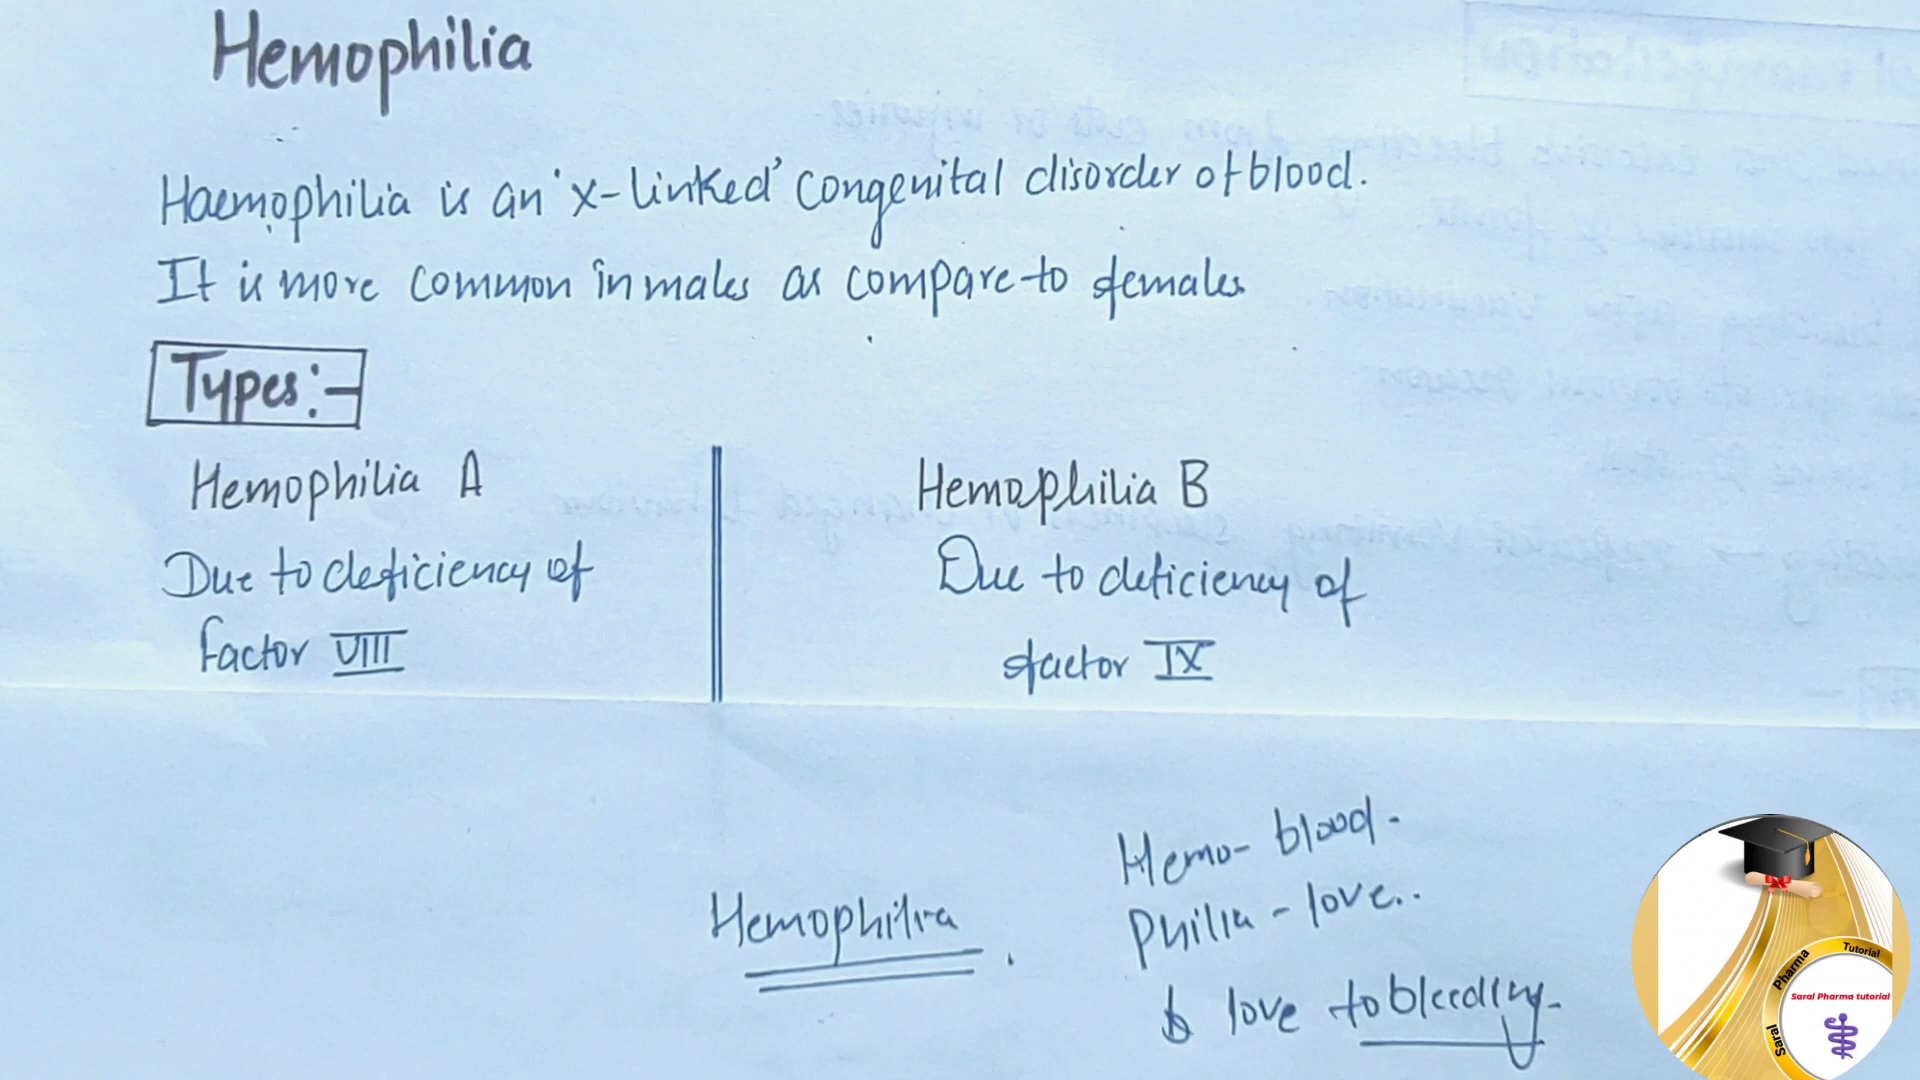 Hemophilia
Haemophilia is an 'x-linked' congenital disorder of blood.
It is more common in males as compare to females
Types:-
Hemophilia A
Due to deficiency of
factor VIII
Hemophilia B
Due to deficiency of
factor IX
Hemophilia.
Hemo- blood.
Philia - love..
love to bleeding.
Saral Pharma Tutorial
Saral Pharma tutorial